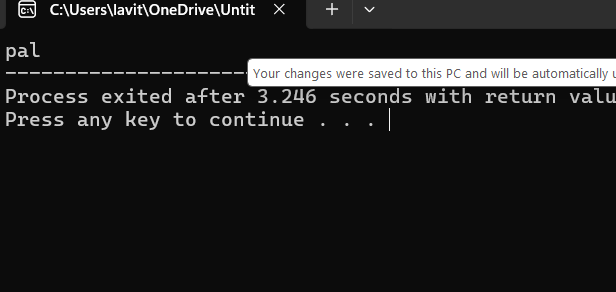 C:\Users\lavit\OneDrive\Untit
pal
--------------------
Your changes were saved to this PC and will be automatically u
Process exited after 3.246 seconds with return valu
Press any key to continue . . .